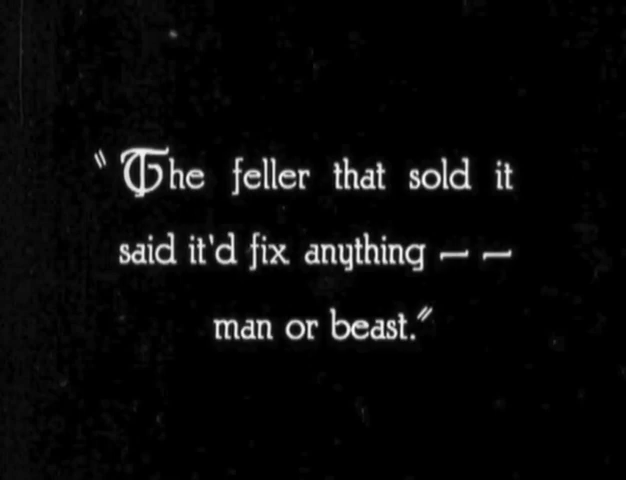 "The feller that sold it
said it'd fix anything — —
man or beast."